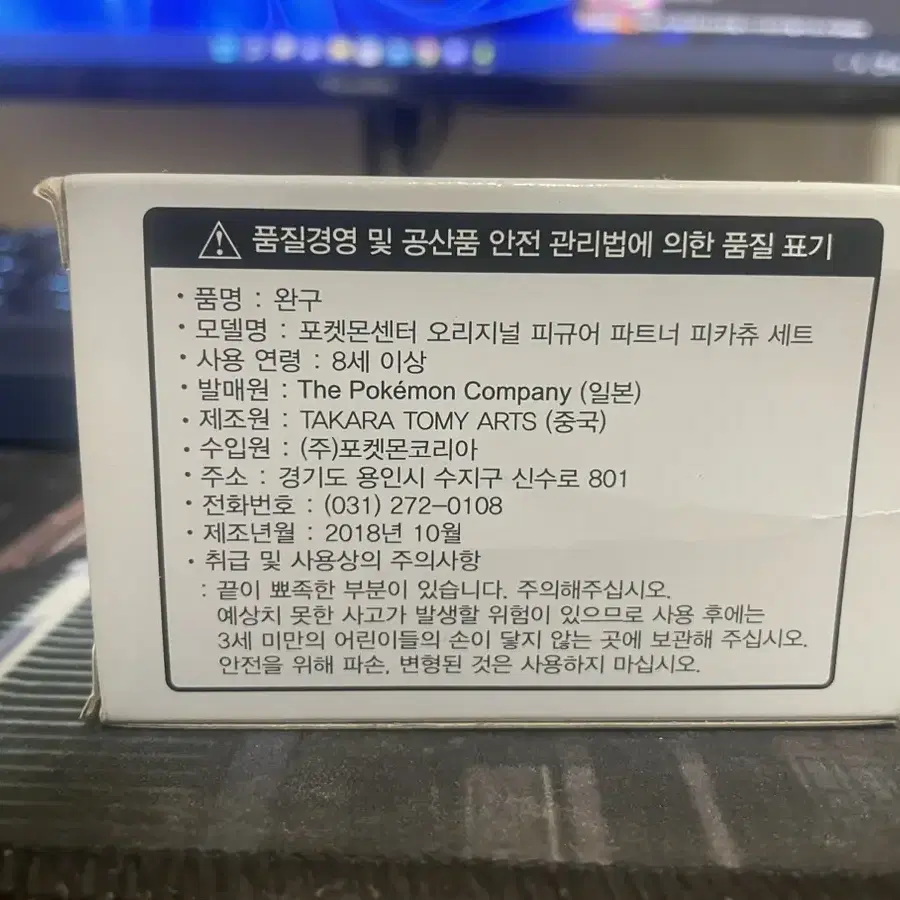 품질경영 및 공산품 안전 관리법에 의한 품질 표기
• 품명 : 완구
• 모델명 : 포켓몬센터 오리지널 피규어 파트너 피카츄 세트
• 사용 연령 : 8세 이상
• 발매원 : The Pokémon Company (일본)
• 제조원 : TAKARA TOMY ARTS (중국)
• 수입원 : (주)포켓몬코리아
• 주소 : 경기도 용인시 수지구 신수로 801
• 전화번호 : (031) 272-0108
• 제조년월 : 2018년 10월
• 취급 및 사용상의 주의사항
: 끝이 뾰족한 부분이 있습니다. 주의해주십시오.
예상치 못한 사고가 발생할 위험이 있으므로 사용 후에는
3세 미만의 어린이들의 손이 닿지 않는 곳에 보관해 주십시오.
안전을 위해 파손, 변형된 것은 사용하지 마십시오.